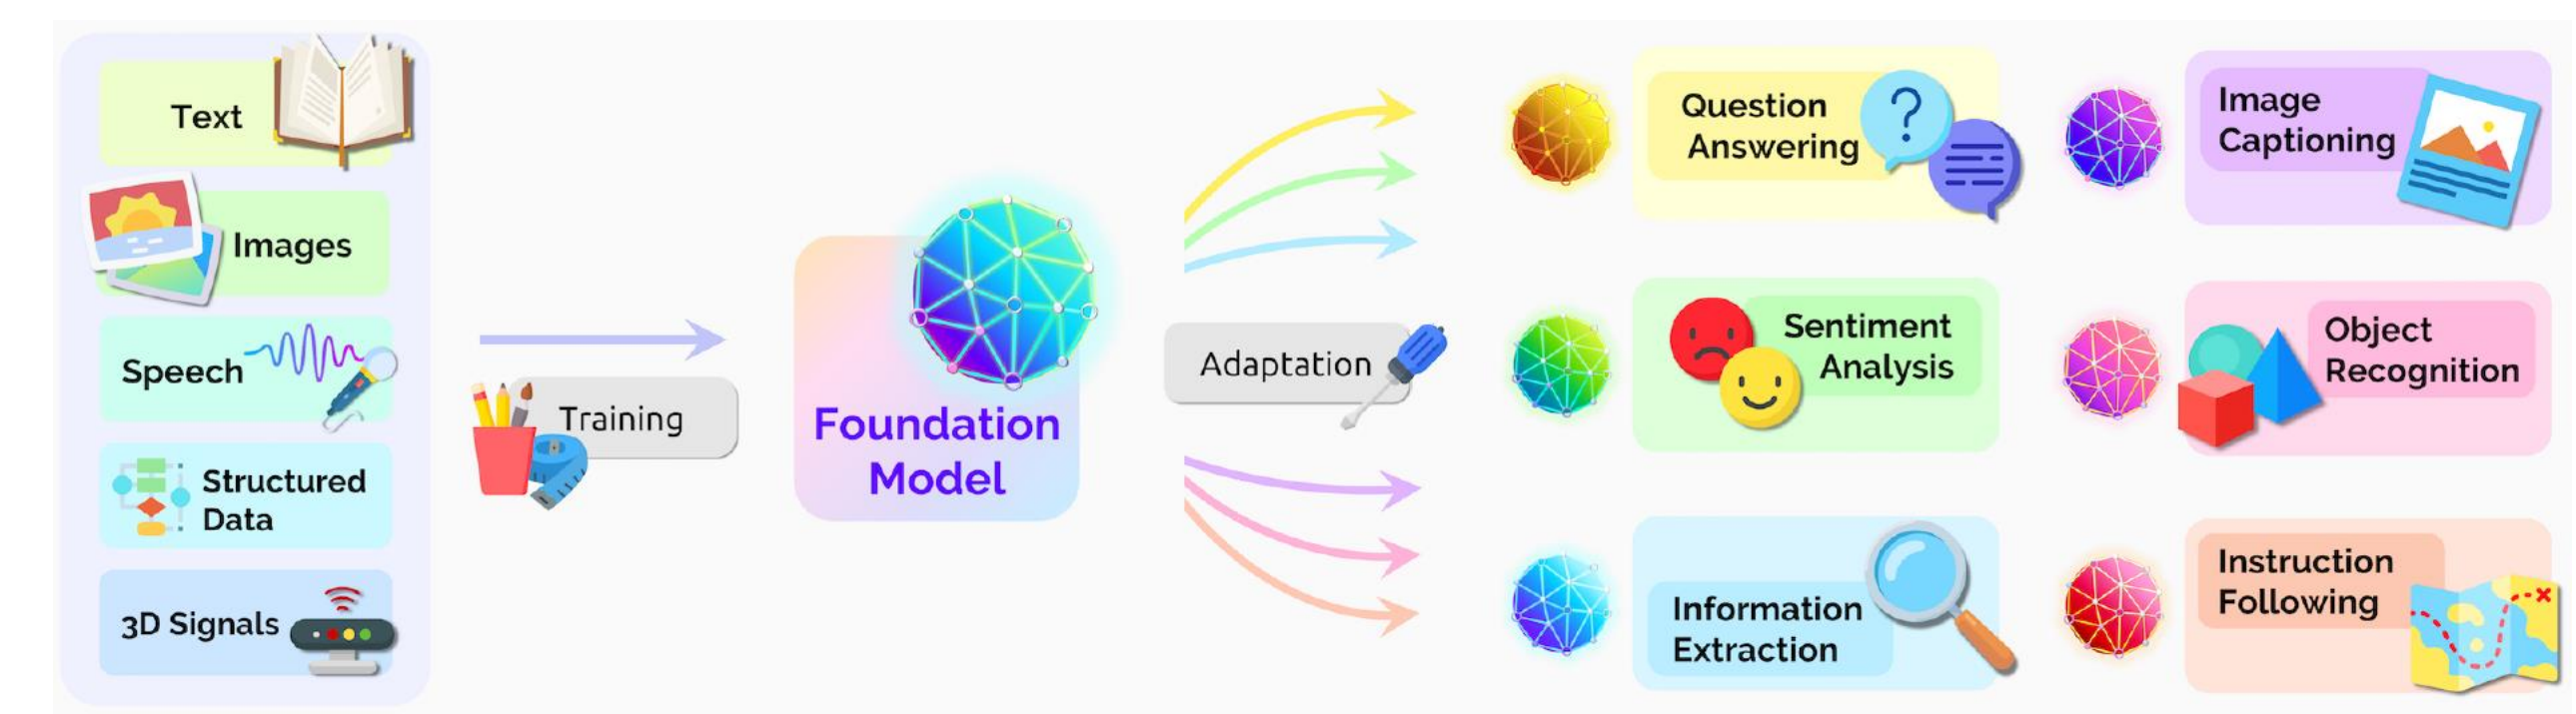 Text
Images
Speech
Structured
Data
3D Signals
Training
Foundation
Model
Adaptation
Question
Answering
Sentiment
Analysis
Information
Extraction
Image
Captioning
Object
Recognition
Instruction
Following